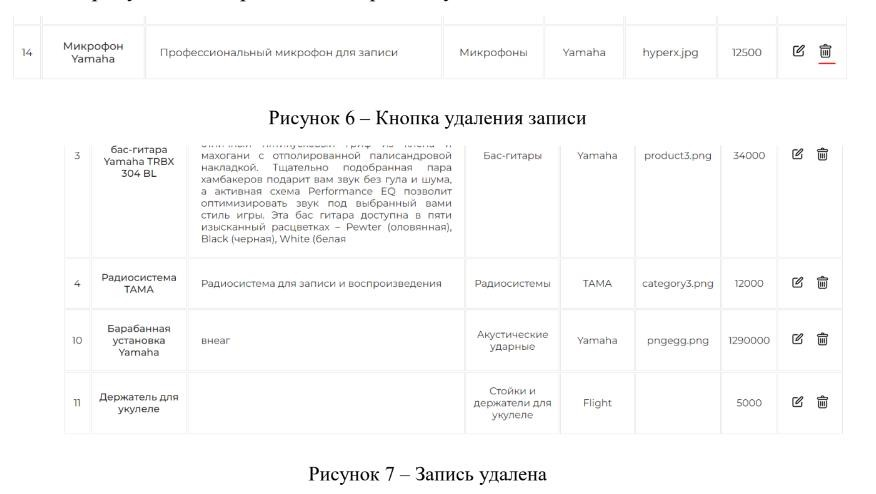 14 Микрофон Yamaha Профессиональный микрофон для записи Микрофоны Yamaha hyperx.jpg 12500
Рисунок 6 – Кнопка удаления записи
3 бас-гитара Yamaha TRBX 304 BL
махогани с отполированной палисандровой
накладкой. Тщательно подобранная пара
хамбакеров подарит вам звук без гула и шума,
а активная схема Performance EQ позволит
оптимизировать звук под выбранный вами
стиль игры. Эта бас гитара доступна в пяти
изысканный расцветках – Pewter (оловянная),
Black (черная), White (белая
Бас-гитары Yamaha product3.png 34000
4 Радиосистема TAMA Радиосистема для записи и воспроизведения Радиосистемы TAMA category3.png 12000
10 Барабанная установка Yamaha внеаг Акустические ударные Yamaha pngegg.png 1290000
11 Держатель для укулеле Стойки и держатели для укулеле Flight 5000
Рисунок 7 – Запись удалена